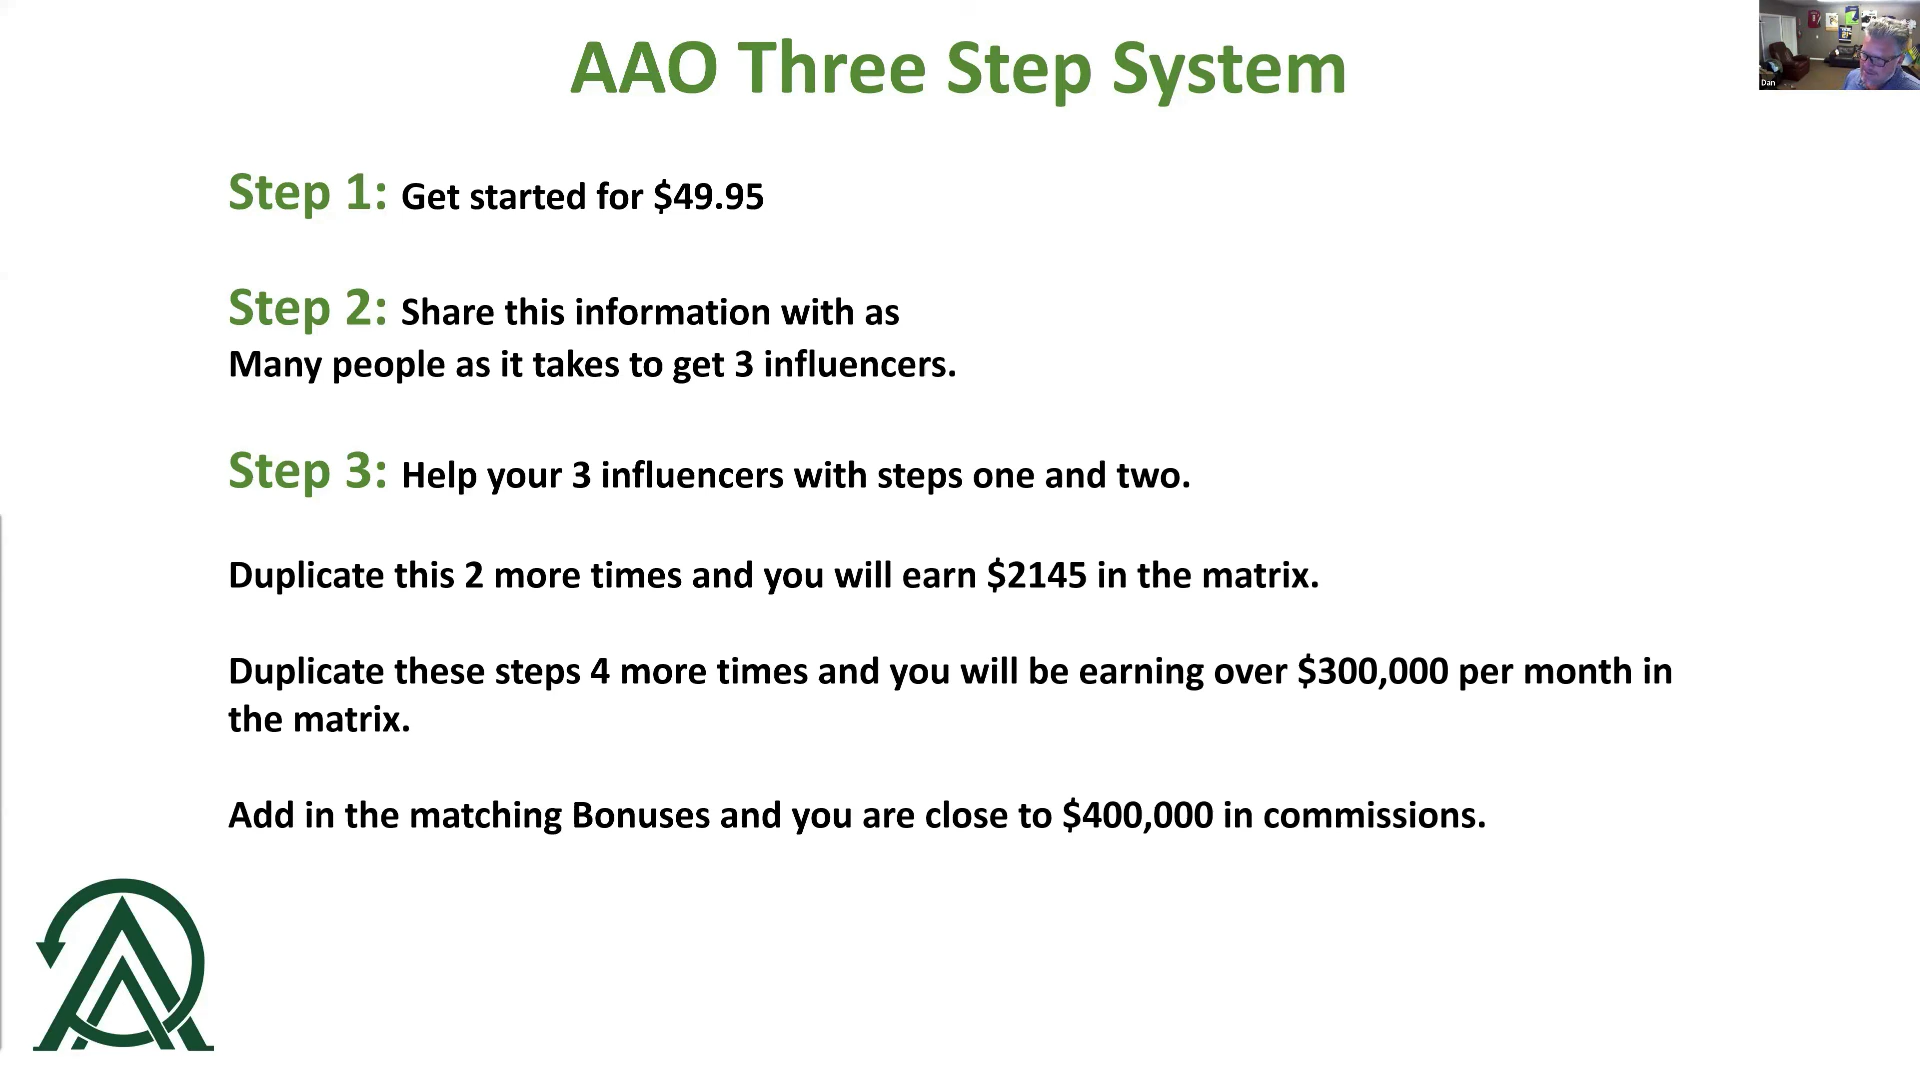 AAO Three Step System
Dan
Step 1: Get started for $49.95
Step 2: Share this information with as
Many people as it takes to get 3 influencers.
Step 3: Help your 3 influencers with steps one and two.
Duplicate this 2 more times and you will earn $2145 in the matrix.
Duplicate these steps 4 more times and you will be earning over $300,000 per month in
the matrix.
Add in the matching Bonuses and you are close to $400,000 in commissions.